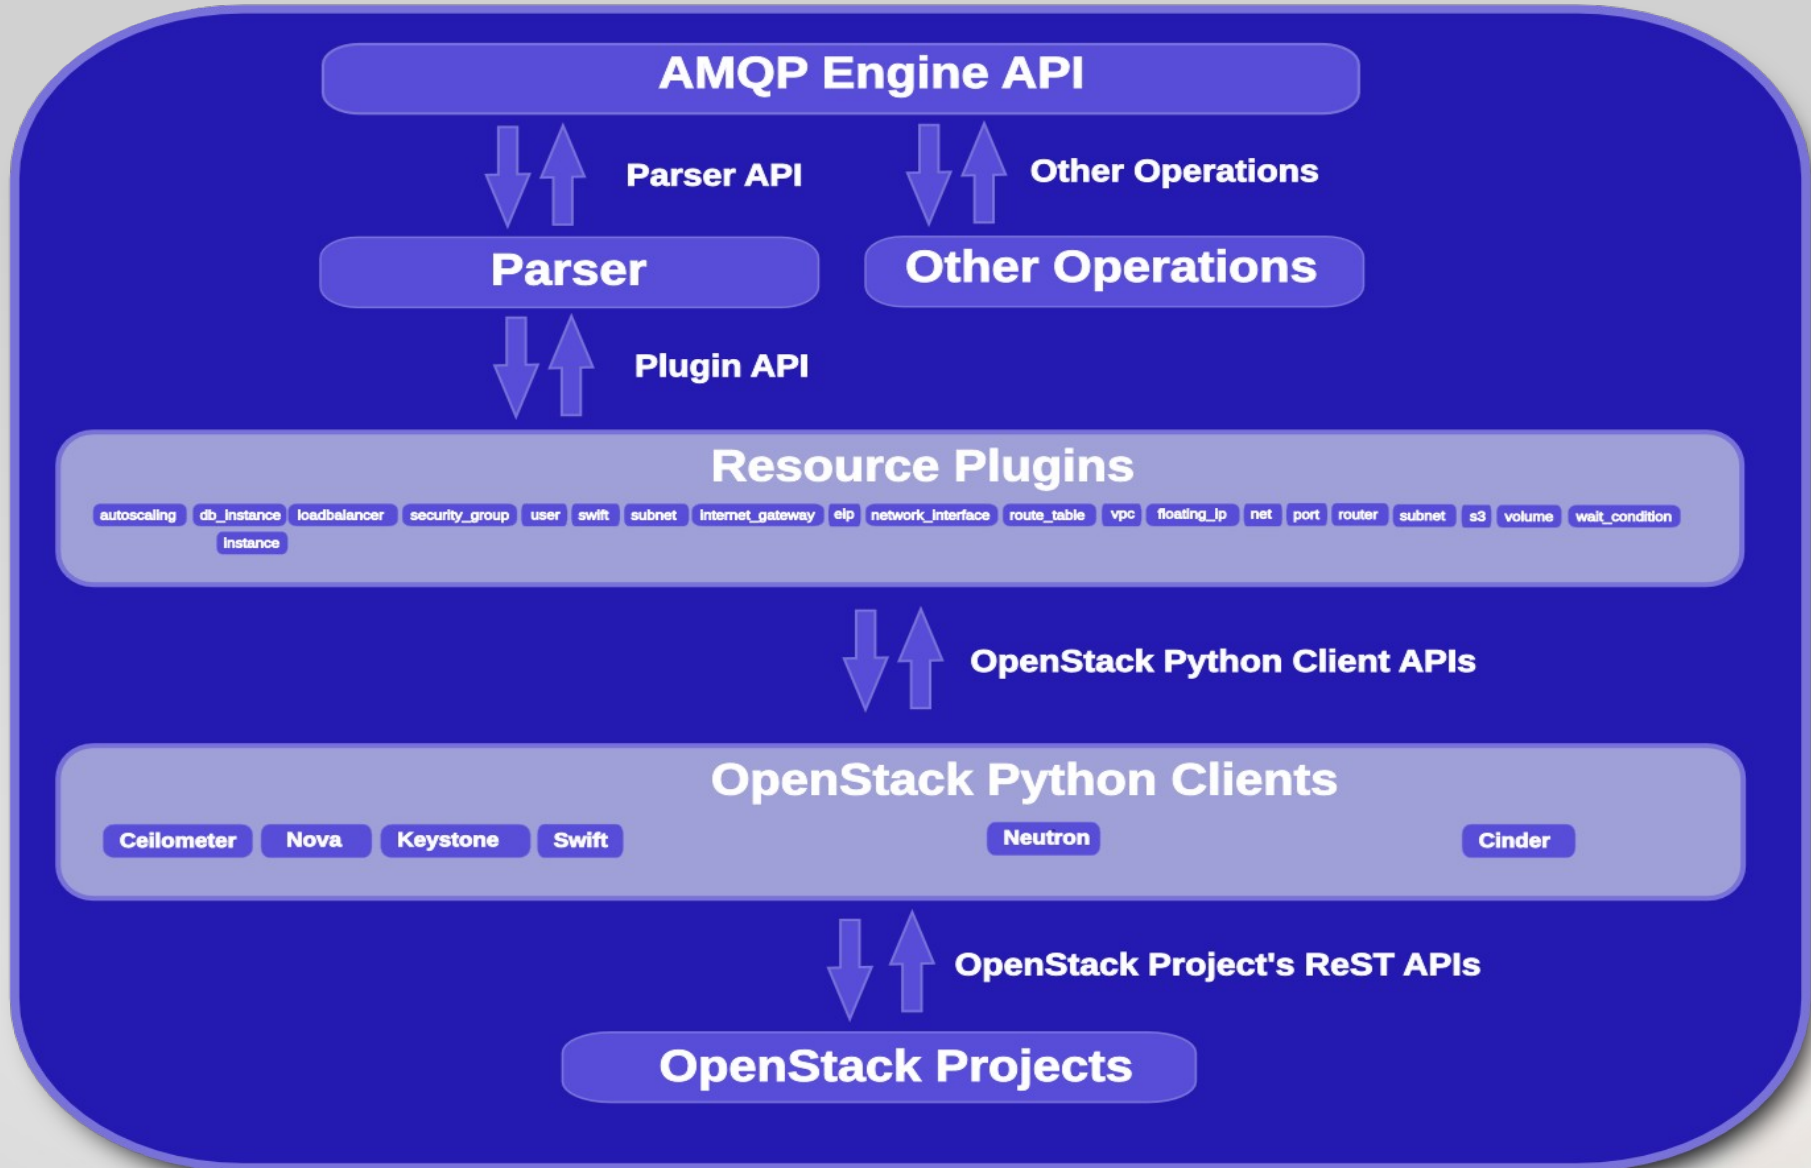 AMQP Engine API
Parser API
Other Operations
Parser
Other Operations
Plugin API
Resource Plugins
autoscaling db_instance loadbalancer security_group user swift subnet internet_gateway eip network_interface route_table vpc floating_ip net port router subnet s3 volume wait_condition
instance
OpenStack Python Client APIs
OpenStack Python Clients
Ceilometer Nova Keystone Swift Neutron Cinder
OpenStack Project's ReST APIs
OpenStack Projects